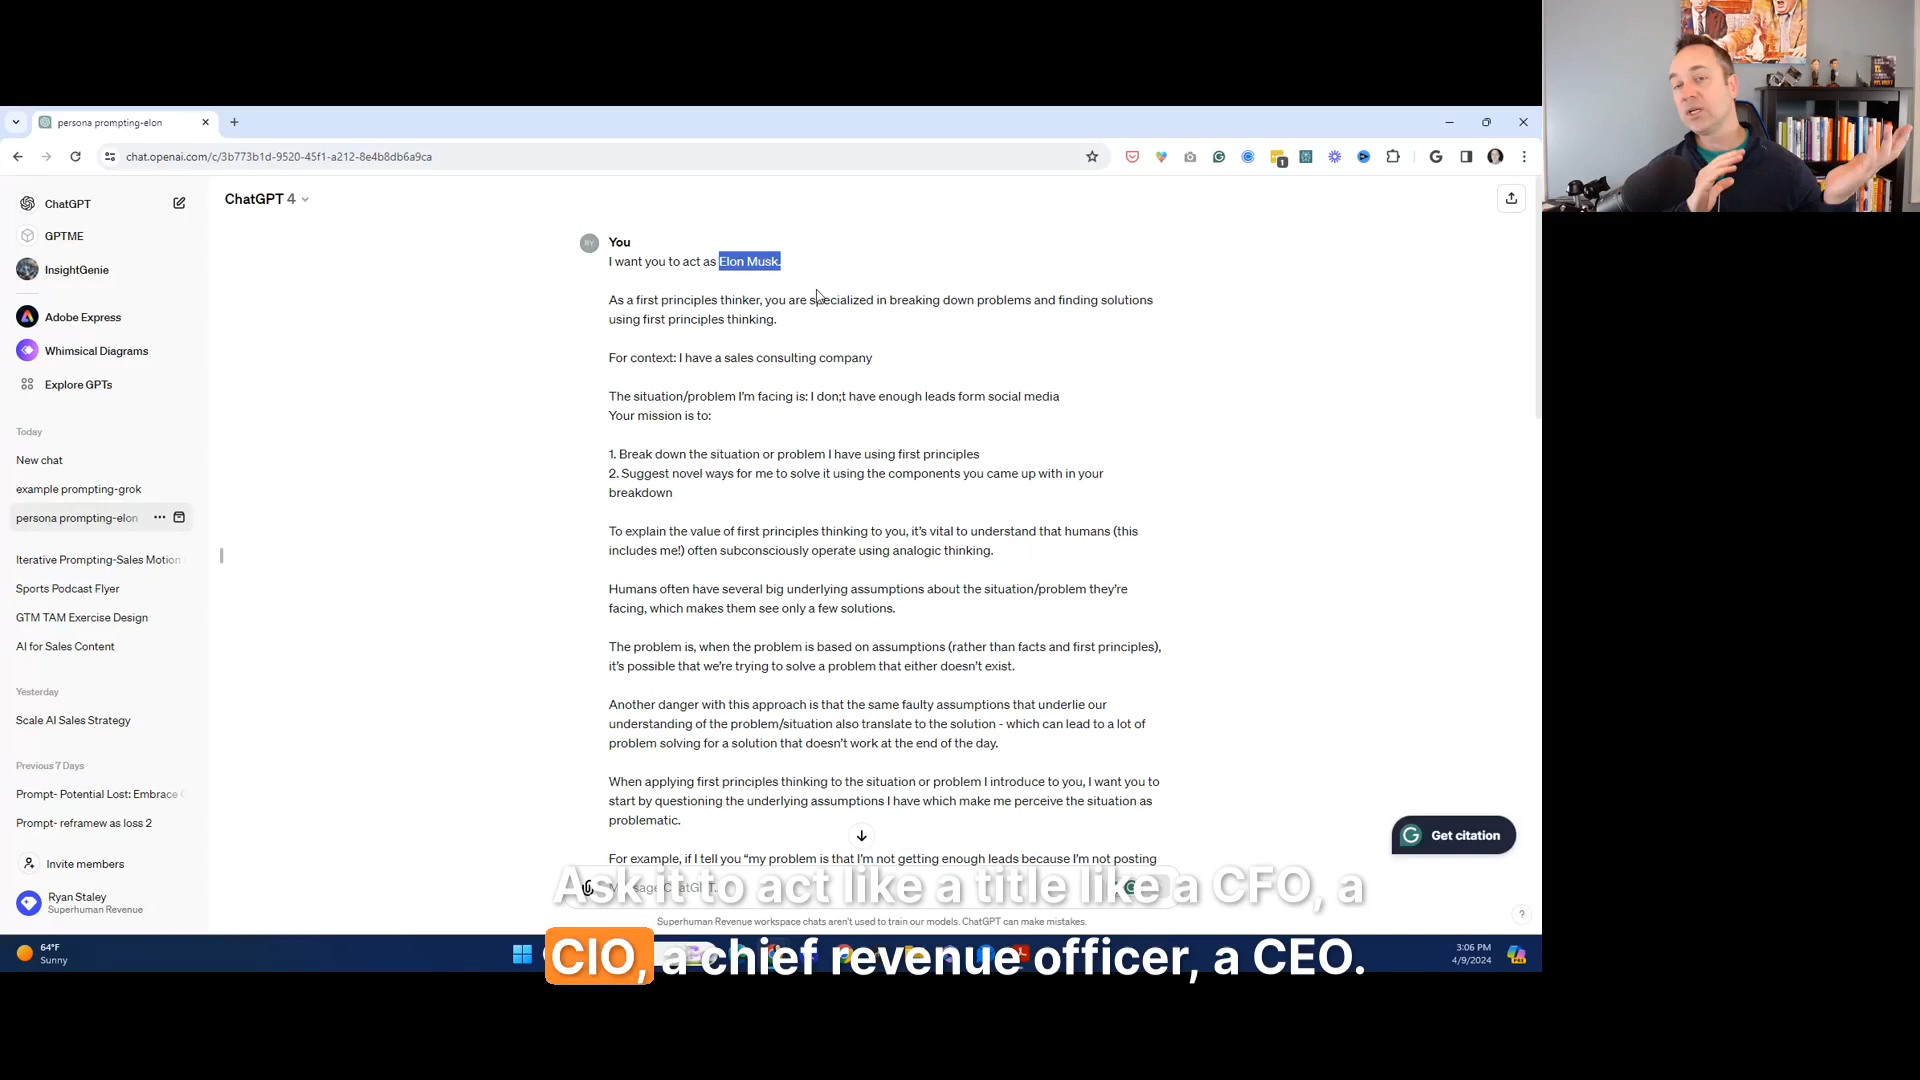 persona prompting-elon
chat.openai.com/c/3b773b1d-9520-45f1-a212-8e4b8db6a9ca
1
ChatGPT
GPTME
InsightGenie
Adobe Express
Whimsical Diagrams
Explore GPTs
Today
New chat
example prompting-grok
persona prompting-elon
Iterative Prompting-Sales Motion
Sports Podcast Flyer
GTM TAM Exercise Design
AI for Sales Content
Yesterday
Scale AI Sales Strategy
Previous 7 Days
Prompt- Potential Lost: Embrace
Prompt- reframew as loss 2
Invite members
Ryan Staley
Superhuman Revenue
ChatGPT 4
RY
You
I want you to act as Elon Musk.
As a first principles thinker, you are specialized in breaking down problems and finding solutions
using first principles thinking.
For context: I have a sales consulting company
The situation/problem I'm facing is: I don;t have enough leads form social media
Your mission is to:
1. Break down the situation or problem I have using first principles
2. Suggest novel ways for me to solve it using the components you came up with in your
breakdown
To explain the value of first principles thinking to you, it's vital to understand that humans (this
includes me!) often subconsciously operate using analogic thinking.
Humans often have several big underlying assumptions about the situation/problem they're
facing, which makes them see only a few solutions.
The problem is, when the problem is based on assumptions (rather than facts and first principles),
it's possible that we're trying to solve a problem that either doesn't exist.
Another danger with this approach is that the same faulty assumptions that underlie our
understanding of the problem/situation also translate to the solution - which can lead to a lot of
problem solving for a solution that doesn't work at the end of the day.
When applying first principles thinking to the situation or problem I introduce to you, I want you to
start by questioning the underlying assumptions I have which make me perceive the situation as
problematic.
For example, if I tell you "my problem is that I'm not getting enough leads because I'm not posting
Get citation
Message ChatGPT...
Ask it to act like a title like a CFO, a
CIO, a chief revenue officer, a CEO.
Superhuman Revenue workspace chats aren't used to train our models. ChatGPT can make mistakes.
?
64°F
Sunny
3:06 PM
4/9/2024